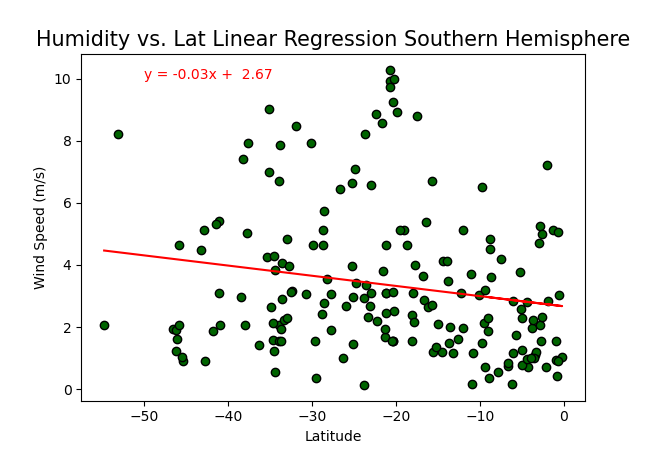 Humidity vs. Lat Linear Regression Southern Hemisphere
y = -0.03x + 2.67
10
8
6
4
2
0
Wind Speed (m/s)
−50 −40 −30 −20 −10 0
Latitude